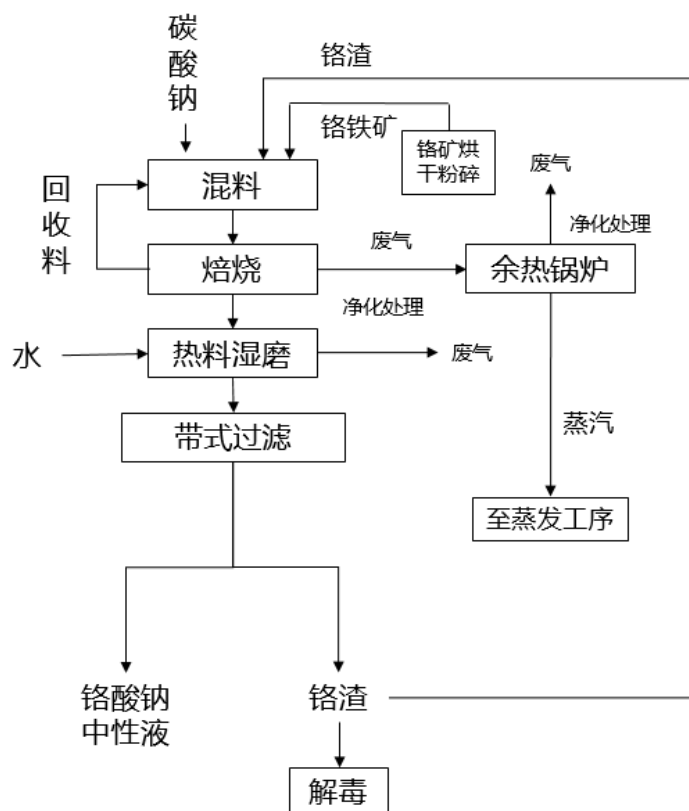 碳酸钠
铬渣
铬铁矿
铬矿烘
干粉碎
废气
混料
净化处理
回收料
废气
焙烧
余热锅炉
净化处理
水
热料湿磨
废气
带式过滤
蒸汽
至蒸发工序
铬酸钠
中性液
铬渣
解毒